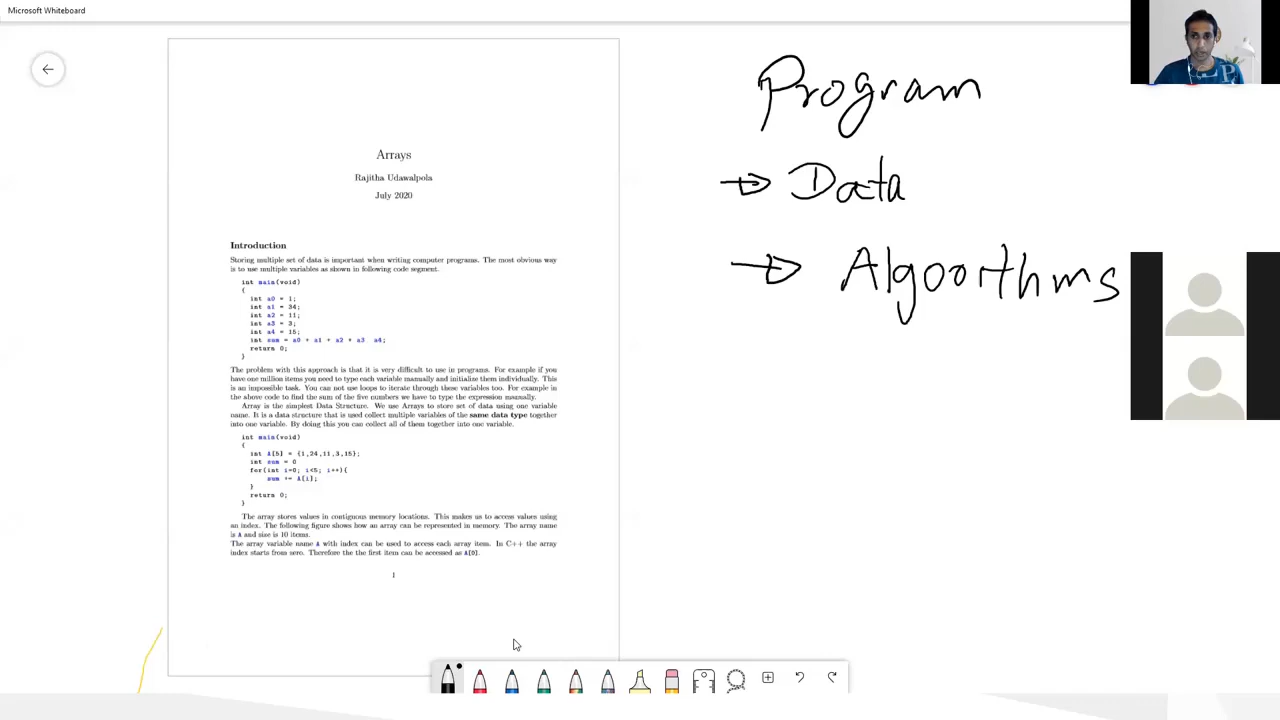 Microsoft Whiteboard
Arrays
Rajitha Udawalpola
July 2020
Introduction
Storing multiple set of data is important when writing computer programs. The most obvious way
is to use multiple variables as shown in following code segment.
int main(void)
{
int a0 = 1;
int a1 = 34;
int a2 = 11;
int a3 = 3;
int a4 = 15;
int sum = a0 + a1 + a2 + a3 a4;
return 0;
}
The problem with this approach is that it is very difficult to use in programs. For example if you
have one million items you need to type each variable manually and initialize them individually. This
is an impossible task. You can not use loops to iterate through these variables too. For example in
the above code to find the sum of the five numbers we have to type the expression manually.
Array is the simplest Data Structure. We use Arrays to store set of data using one variable
name. It is a data structure that is used collect multiple variables of the same data type together
into one variable. By doing this you can collect all of them together into one variable.
int main(void)
{
int A[5] = {1,24,11,3,15};
int sum = 0
for(int i=0; i<5; i++){
sum += A[i];
}
return 0;
}
The array stores values in contiguous memory locations. This makes us to access values using
an index. The following figure shows how an array can be represented in memory. The array name
is A and size is 10 items.
The array variable name A with index can be used to access each array item. In C++ the array
index starts from zero. Therefore the the first item can be accessed as A[0].
1
Program
→ Data
→ Algoorthms
P